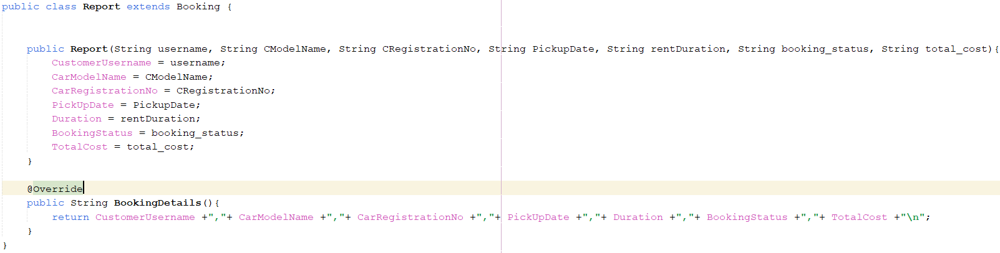 public class Report extends Booking {
public Report(String username, String CModelName, String CRegistrationNo, String PickupDate, String rentDuration, String booking_status, String total_cost){
CustomerUsername = username;
CarModelName = CModelName;
CarRegistrationNo = CRegistrationNo;
PickUpDate = PickupDate;
Duration = rentDuration;
BookingStatus = booking_status;
TotalCost = total_cost;
}
@Override
public String BookingDetails(){
return CustomerUsername +","+ CarModelName +","+ CarRegistrationNo +","+ PickUpDate +","+ Duration +","+ BookingStatus +","+ TotalCost +"\n";
}
}